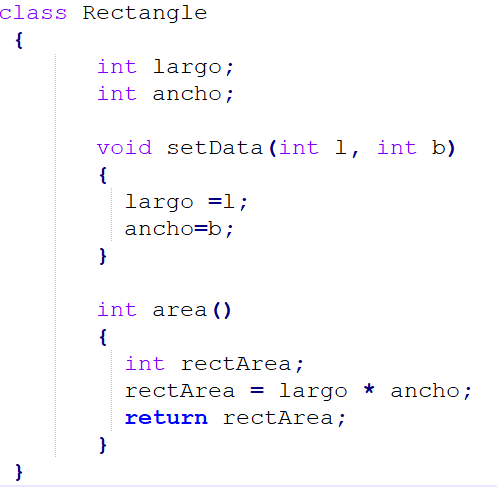 class Rectangle
{
int largo;
int ancho;
void setData(int l, int b)
{
largo =l;
ancho=b;
}
int area()
{
int rectArea;
rectArea = largo * ancho;
return rectArea;
}
}